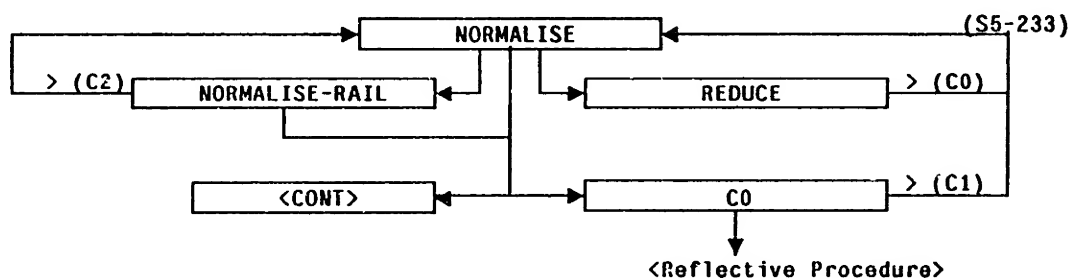 (S5-233)
NORMALISE
> (C2)
NORMALISE-RAIL
REDUCE
> (C0)
<CONT>
C0
> (C1)
<Reflective Procedure>